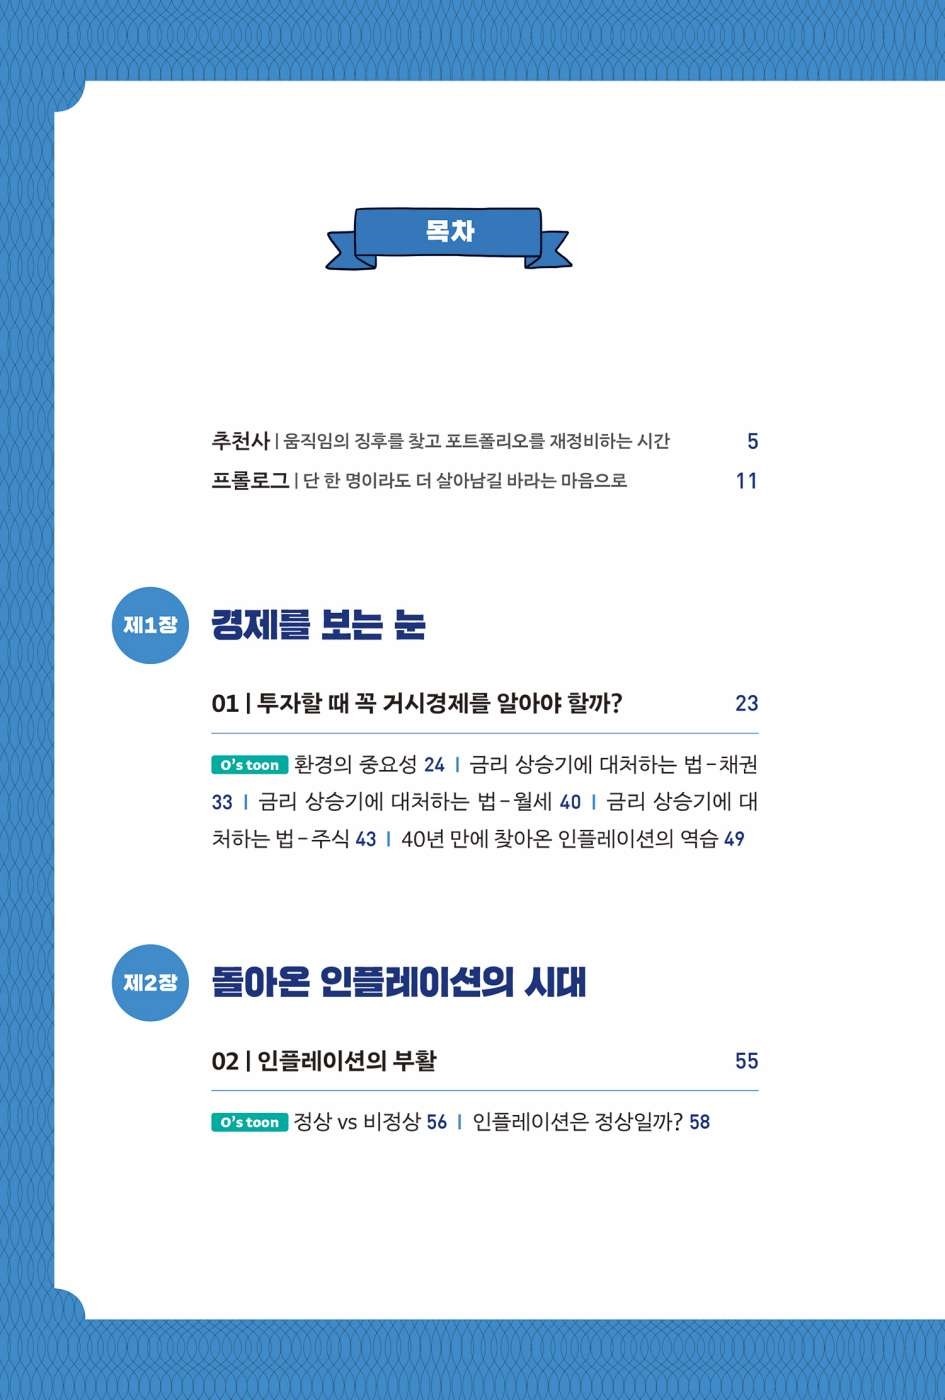 목차
추천사 | 움직임의 징후를 찾고 포트폴리오를 재정비하는 시간 5
프롤로그 | 단 한 명이라도 더 살아남길 바라는 마음으로 11
제1장 경제를 보는 눈
01 | 투자할 때 꼭 거시경제를 알아야 할까? 23
O's toon 환경의 중요성 24 | 금리 상승기에 대처하는 법-채권
33 | 금리 상승기에 대처하는 법-월세 40 | 금리 상승기에 대
처하는 법-주식 43 | 40년 만에 찾아온 인플레이션의 역습 49
제2장 돌아온 인플레이션의 시대
02 | 인플레이션의 부활 55
O's toon 정상 vs 비정상 56 | 인플레이션은 정상일까? 58